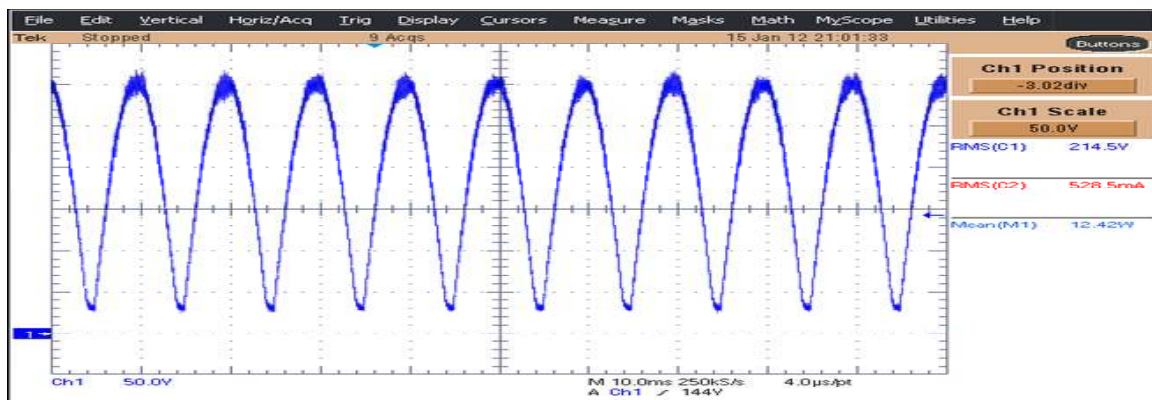 File Edit Vertical Horiz/Acq Trig Display Cursors Measure Masks Math MyScope Utilities Help
Tek Stopped 9 Acqs 15 Jan 12 21:01:33
Buttons
Ch1 Position
-3.02div
Ch1 Scale
50.0V
RMS(C1) 214.5V
RMS(C2) 528.5mA
Mean(M1) 12.42W
1
Ch1 50.0V M 10.0ms 250kS/s 4.0µs/pt
A Ch1 144V